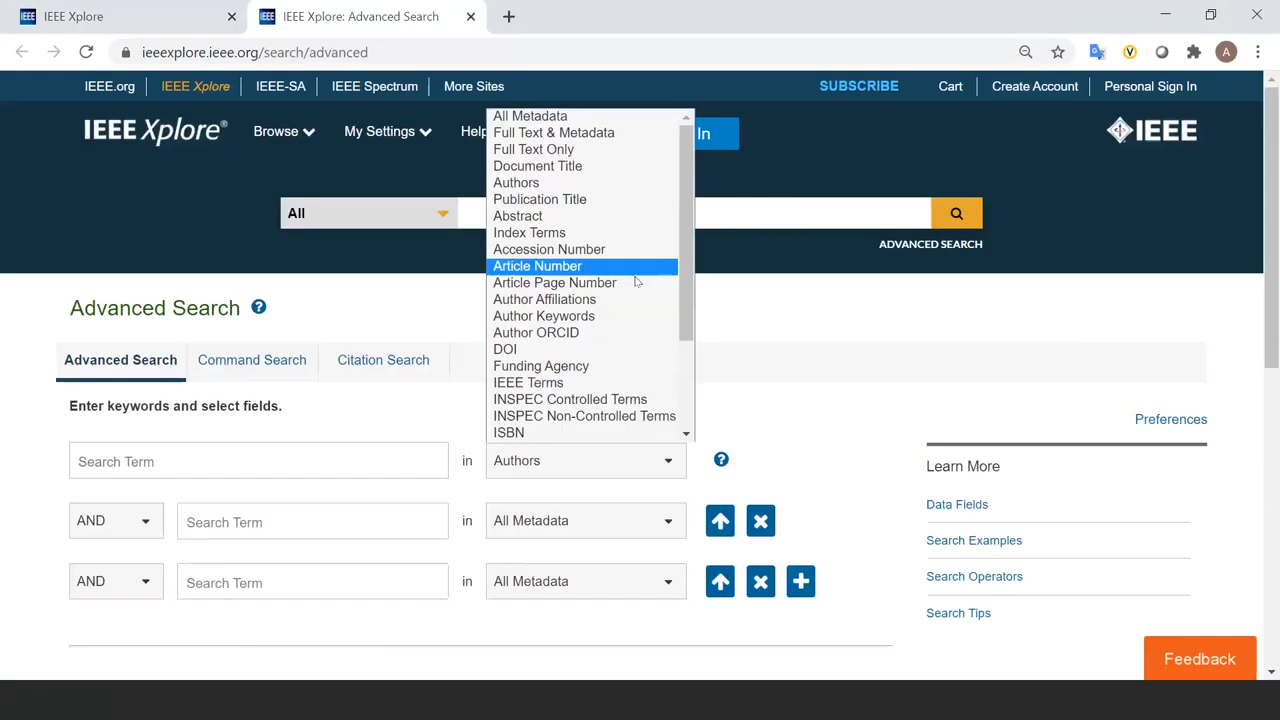 IEEE Xplore
IEEE Xplore: Advanced Search
ieeexplore.ieee.org/search/advanced
A
IEEE.org
IEEE Xplore
IEEE-SA
IEEE Spectrum
More Sites
SUBSCRIBE
Cart
Create Account
Personal Sign In
IEEE Xplore®
Browse
My Settings
Help
In
IEEE
All
ADVANCED SEARCH
All Metadata
Full Text & Metadata
Full Text Only
Document Title
Authors
Publication Title
Abstract
Index Terms
Accession Number
Article Number
Article Page Number
Author Affiliations
Author Keywords
Author ORCID
DOI
Funding Agency
IEEE Terms
INSPEC Controlled Terms
INSPEC Non-Controlled Terms
ISBN
Advanced Search
Advanced Search
Command Search
Citation Search
Enter keywords and select fields.
Search Term
in
Authors
AND
Search Term
in
All Metadata
AND
Search Term
in
All Metadata
Preferences
Learn More
Data Fields
Search Examples
Search Operators
Search Tips
Feedback